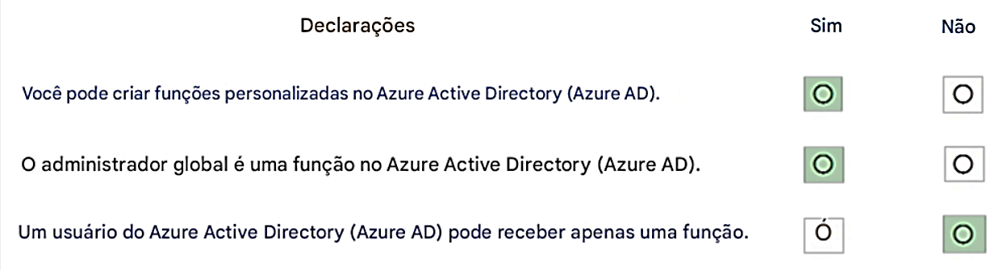 Declarações Sim Não
Você pode criar funções personalizadas no Azure Active Directory (Azure AD). O O
O administrador global é uma função no Azure Active Directory (Azure AD). O O
Um usuário do Azure Active Directory (Azure AD) pode receber apenas uma função. Ó O